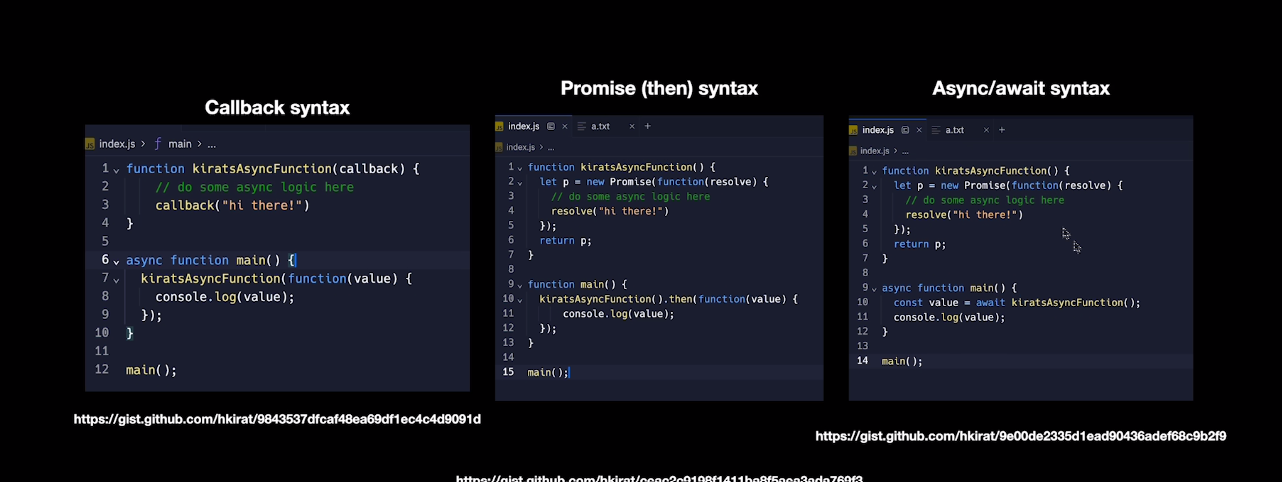 Callback syntax
index.js > main > ...
1 function kiratsAsyncFunction(callback) {
2 // do some async logic here
3 callback("hi there!")
4 }
5
6 async function main() {
7 kiratsAsyncFunction(function(value) {
8 console.log(value);
9 });
10 }
11
12 main();
https://gist.github.com/hkirat/9843537dfcaf48ea69df1ec4c4d9091d
Promise (then) syntax
index.js × a.txt × +
index.js > ...
1 function kiratsAsyncFunction() {
2 let p = new Promise(function(resolve) {
3 // do some async logic here
4 resolve("hi there!")
5 });
6 return p;
7 }
8
9 function main() {
10 kiratsAsyncFunction().then(function(value) {
11 console.log(value);
12 });
13 }
14
15 main();
Async/await syntax
index.js × a.txt × +
index.js > ...
1 function kiratsAsyncFunction() {
2 let p = new Promise(function(resolve) {
3 // do some async logic here
4 resolve("hi there!")
5 });
6 return p;
7 }
8
9 async function main() {
10 const value = await kiratsAsyncFunction();
11 console.log(value);
12 }
13
14 main();
https://gist.github.com/hkirat/9e00de2335d1ead90436adef68c9b2f9